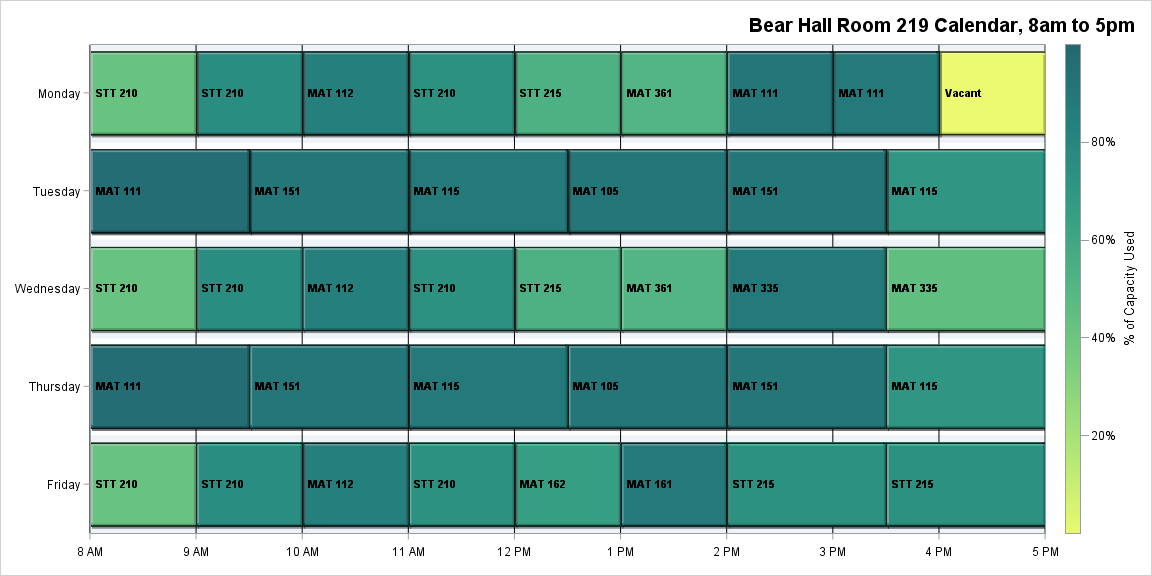 Bear Hall Room 219 Calendar, 8am to 5pm
Monday
STT 210
STT 210
MAT 112
STT 210
STT 215
MAT 361
MAT 111
MAT 111
Vacant
Tuesday
MAT 111
MAT 151
MAT 115
MAT 105
MAT 151
MAT 115
Wednesday
STT 210
STT 210
MAT 112
STT 210
STT 215
MAT 361
MAT 335
MAT 335
Thursday
MAT 111
MAT 151
MAT 115
MAT 105
MAT 151
MAT 115
Friday
STT 210
STT 210
MAT 112
STT 210
MAT 162
MAT 161
STT 215
STT 215
8 AM
9 AM
10 AM
11 AM
12 PM
1 PM
2 PM
3 PM
4 PM
5 PM
80%
60%
40%
20%
% of Capacity Used